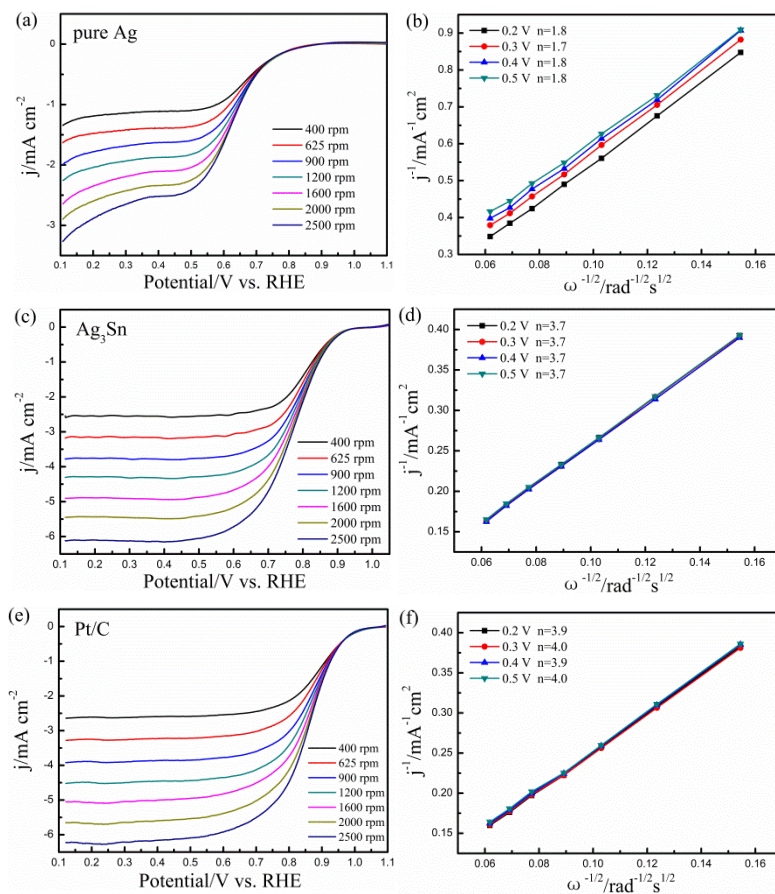 (a)
pure Ag
j/mA cm-2
0
-1
-2
-3
400 rpm
625 rpm
900 rpm
1200 rpm
1600 rpm
2000 rpm
2500 rpm
0.1 0.2 0.3 0.4 0.5 0.6 0.7 0.8 0.9 1.0 1.1
Potential/V vs. RHE
(b)
j-1/mA-1cm2
0.9
0.8
0.7
0.6
0.5
0.4
0.3
0.2 V n=1.8
0.3 V n=1.7
0.4 V n=1.8
0.5 V n=1.8
0.06 0.08 0.10 0.12 0.14 0.16
ω-1/2/rad-1/2s1/2
(c)
Ag3Sn
j/mA cm-2
0
-1
-2
-3
-4
-5
-6
400 rpm
625 rpm
900 rpm
1200 rpm
1600 rpm
2000 rpm
2500 rpm
0.1 0.2 0.3 0.4 0.5 0.6 0.7 0.8 0.9 1.0
Potential/V vs. RHE
(d)
j-1/mA-1cm2
0.40
0.35
0.30
0.25
0.20
0.15
0.2 V n=3.7
0.3 V n=3.7
0.4 V n=3.7
0.5 V n=3.7
0.06 0.08 0.10 0.12 0.14 0.16
ω-1/2/rad-1/2s1/2
(e)
Pt/C
j/mA cm-2
0
-1
-2
-3
-4
-5
-6
400 rpm
625 rpm
900 rpm
1200 rpm
1600 rpm
2000 rpm
2500 rpm
0.1 0.2 0.3 0.4 0.5 0.6 0.7 0.8 0.9 1.0 1.1
Potential/V vs. RHE
(f)
j-1/mA-1cm2
0.40
0.35
0.30
0.25
0.20
0.15
0.2 V n=3.9
0.3 V n=4.0
0.4 V n=3.9
0.5 V n=4.0
0.06 0.08 0.10 0.12 0.14 0.16
ω-1/2/rad-1/2s1/2